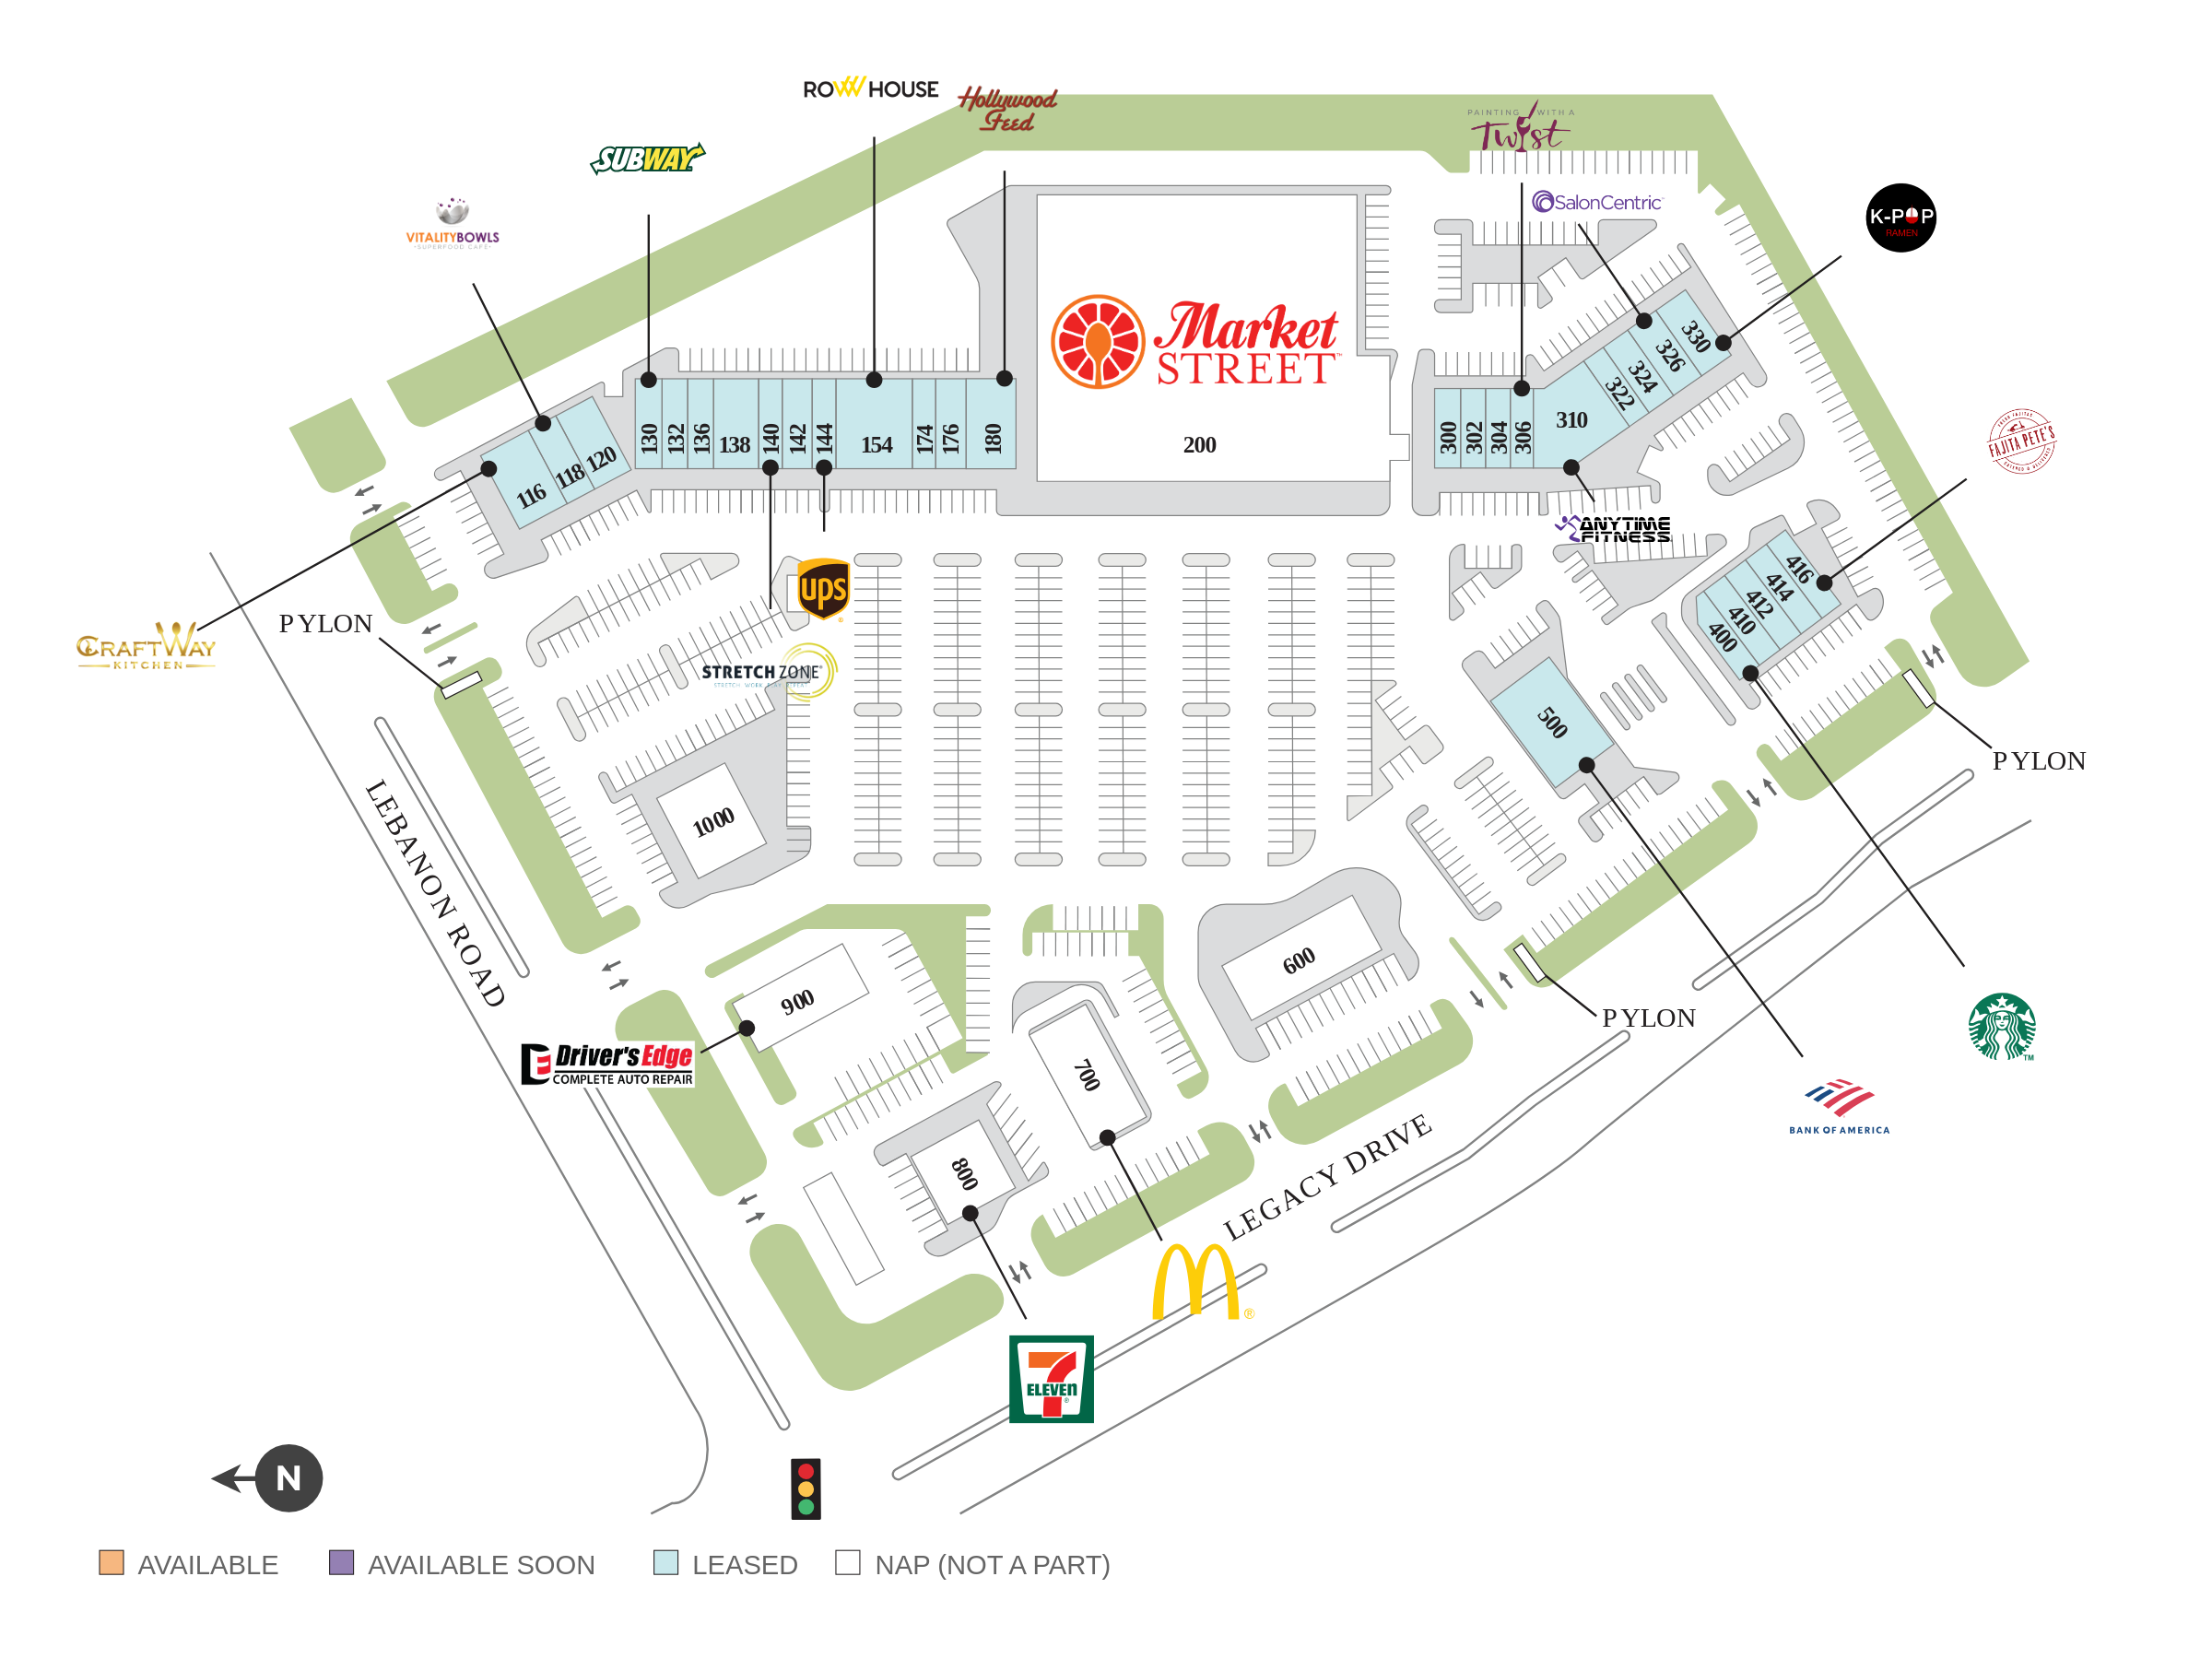 ROW HOUSE
Hollywood
Feed
PAINTING WITH A
Twist
SUBWAY
SalonCentric
K-POP
RAMEN
VITALITY BOWLS
SUPERFOOD CAFE
Market
STREET
330
326
324
322
310
300
302
304
306
200
130
132
136
138
140
142
144
154
174
176
180
116
118
120
FAJITA PETE'S
ANYTIME
FITNESS
416
414
412
410
400
ups
PYLON
CRAFTWAY
KITCHEN
STRETCH ZONE
500
PYLON
1000
LEBANON ROAD
600
900
PYLON
Driver's Edge
COMPLETE AUTO REPAIR
700
800
LEGACY DRIVE
TM
BANK OF AMERICA
®
7
ELEVEn
®
N
AVAILABLE
AVAILABLE SOON
LEASED
NAP (NOT A PART)